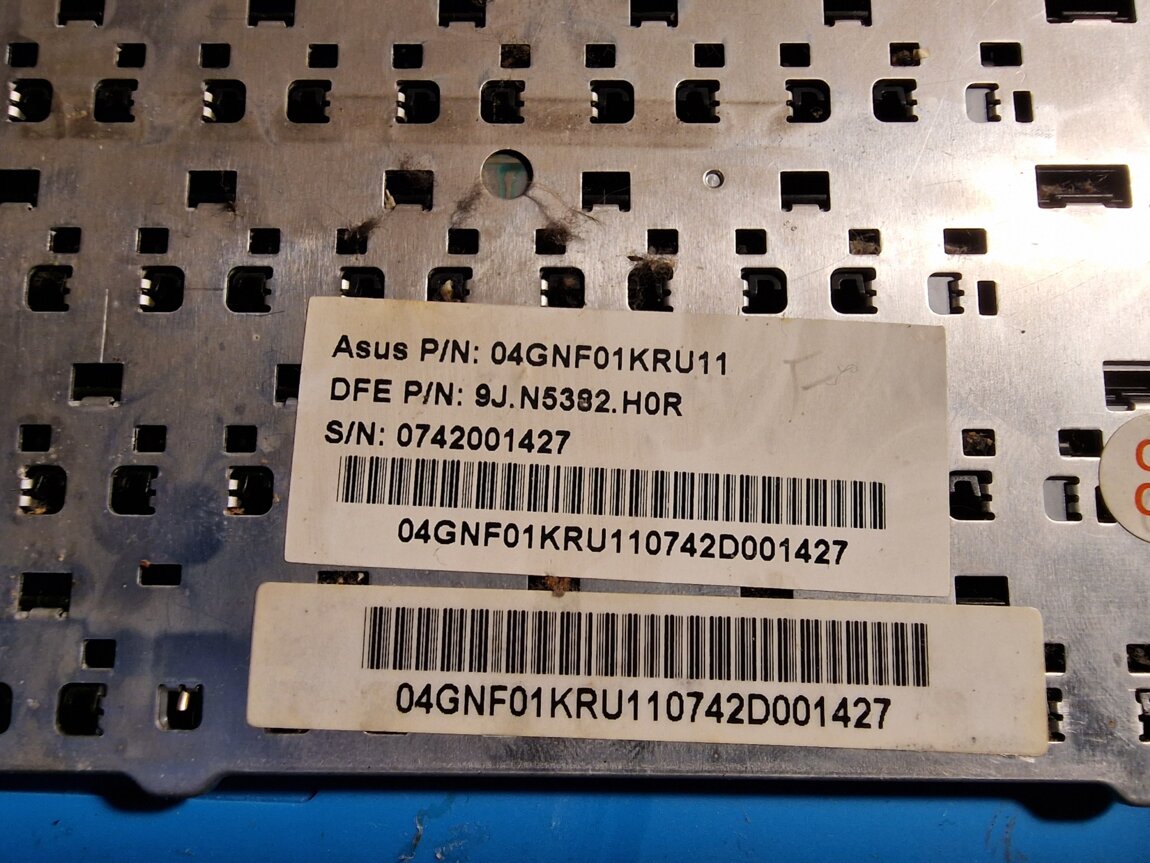 Asus P/N: 04GNF01KRU11
DFE P/N: 9J.N5382.H0R
S/N: 0742001427
04GNF01KRU110742D001427
04GNF01KRU110742D001427